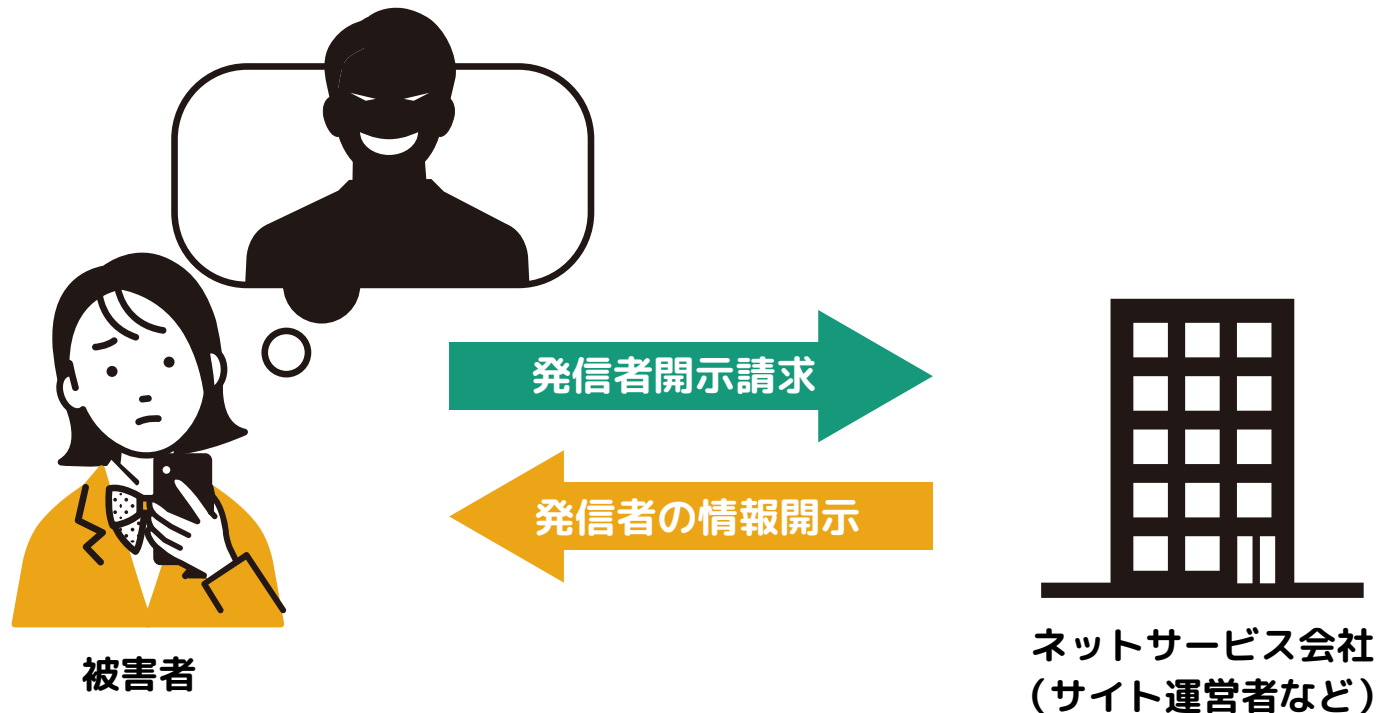 発信者開示請求
発信者の情報開示
被害者
ネットサービス会社
（サイト運営者など）